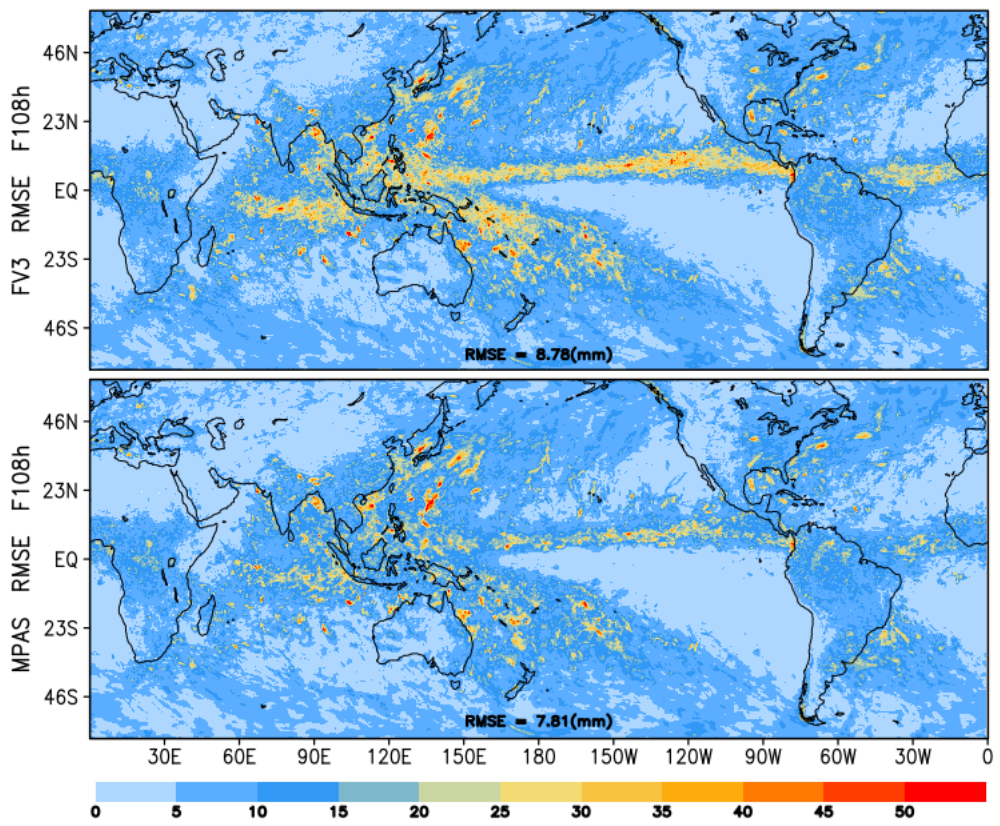 46N
23N
EQ
23S
46S
FV3 RMSE F108h
RMSE = 8.78(mm)
46N
23N
EQ
23S
46S
MPAS RMSE F108h
RMSE = 7.81(mm)
30E 60E 90E 120E 150E 180 150W 120W 90W 60W 30W 0
0 5 10 15 20 25 30 35 40 45 50